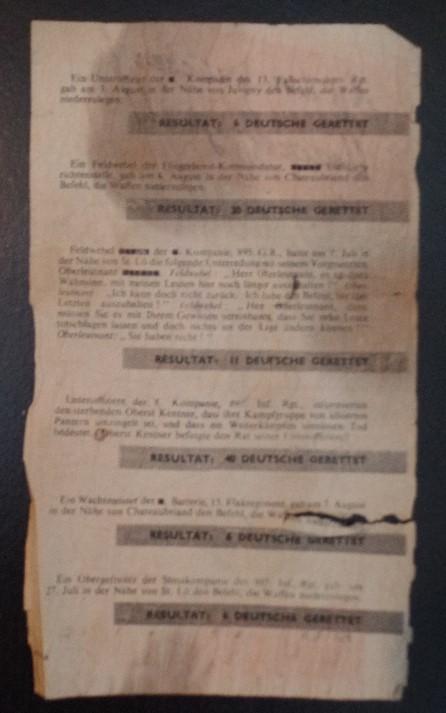 Ein Unteroffizier der ■. Kompanie des 13. Fallschirmjäger Rgt.
gab am 3. August in der Nähe von Juvigny den Befehl, die Waffen
niederzulegen.
RESULTAT: 6 DEUTSCHE GERETTET
Ein Feldwebel der
gab am 4. August in der Nähe von Chateaubriand den
Befehl, die Waffen niederzulegen.
RESULTAT: 20 DEUTSCHE GERETTET
Feldwebel ■■■■ der ■. Kompanie, 895. G.R., hatte am 7. Juli in
der Nähe von St. Lô die folgende Unterredung mit seinem Vorgesetzten
Oberleutnant ■■■■. Feldwebel: „Herr Oberleutnant, es ist doch
Wahnsinn, mit meinen Leuten hier noch länger auszuhalten!" Ober-
leutnant: „Ich kann doch nicht zurück. Ich habe den Befehl, bis zum
Letzten auszuhalten!" Feldwebel: „Herr Oberleutnant, dann
müssen Sie es mit Ihrem Gewissen vereinbaren, dass Sie viele Leute
totschlagen lassen und doch nichts an der Lage ändern können!"
Oberleutnant: „Sie haben recht!"
RESULTAT: 11 DEUTSCHE GERETTET
Unteroffiziere der 8. Kompanie, Inf. Rgt., informierten
den sterbenden Oberst Kentner, dass ihre Kampfgruppe von
Panzern umzingelt sei, und dass ein Weiterkämpfen Tod
bedeutet. Oberst Kentner befolgte den Rat seiner Unteroffiziere.
RESULTAT: 40 DEUTSCHE GERETTET
Ein Wachtmeister der ■. Batterie, 15. Flakregiment, gab am 7. August
in der Nähe von Chateaubriand den Befehl, die Waffen
RESULTAT: 6 DEUTSCHE GERETTET
Ein Obergefreiter der Stabskompanie des Inf. Rgt. gab am
27. Juli in der Nähe von St. Lô den Befehl, die Waffen niederzulegen.
RESULTAT: 6 DEUTSCHE GERETTET